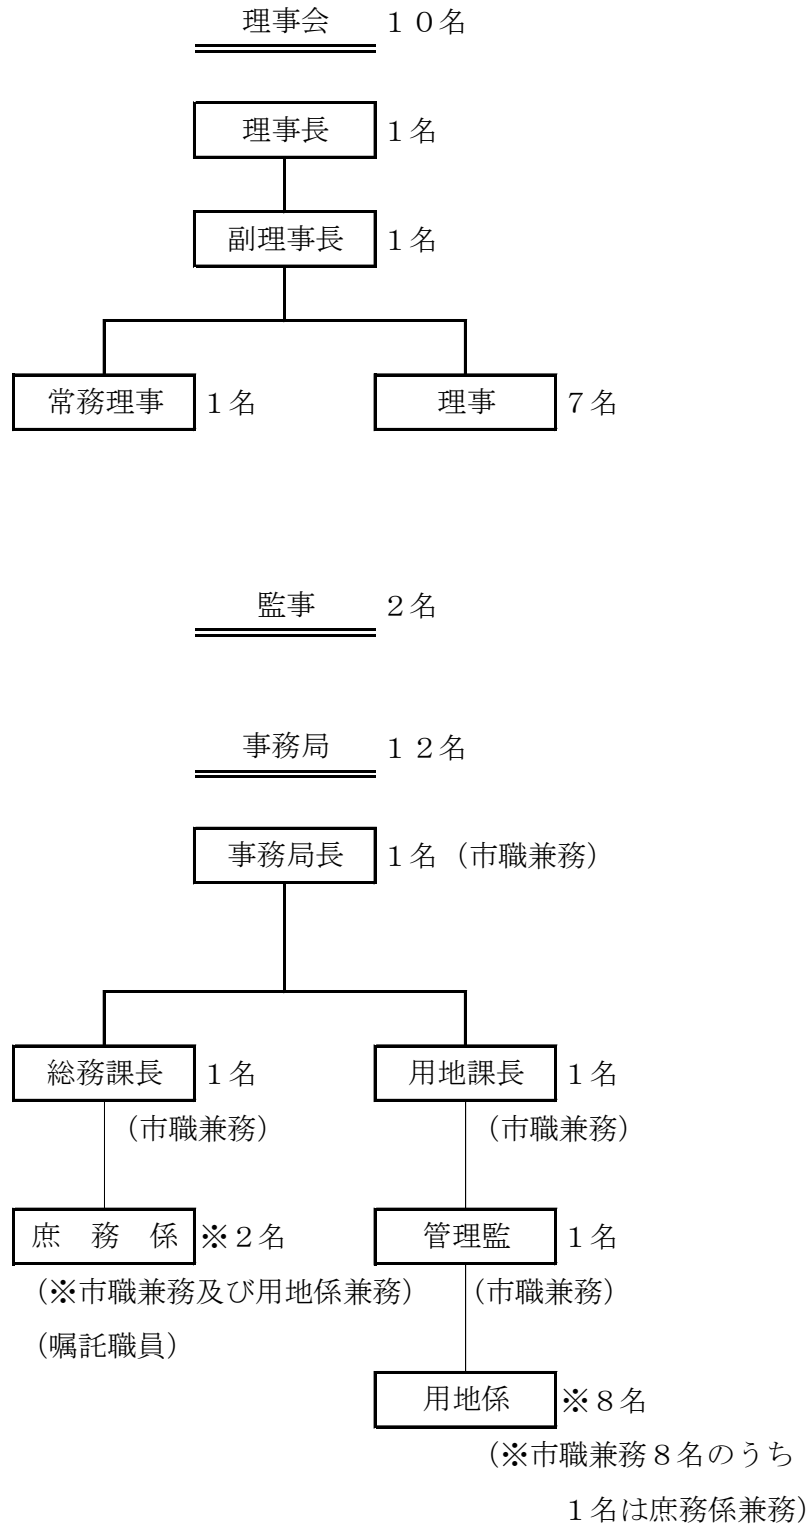 理事会 １０名
理事長 １名
副理事長 １名
常務理事 １名 理事 ７名
監事 ２名
事務局 １２名
事務局長 １名（市職兼務）
総務課長 １名 用地課長 １名
（市職兼務） （市職兼務）
庶　務　係 ※２名 管理監 １名
（※市職兼務及び用地係兼務） （市職兼務）
（嘱託職員）
用地係 ※８名
（※市職兼務８名のうち
１名は庶務係兼務）